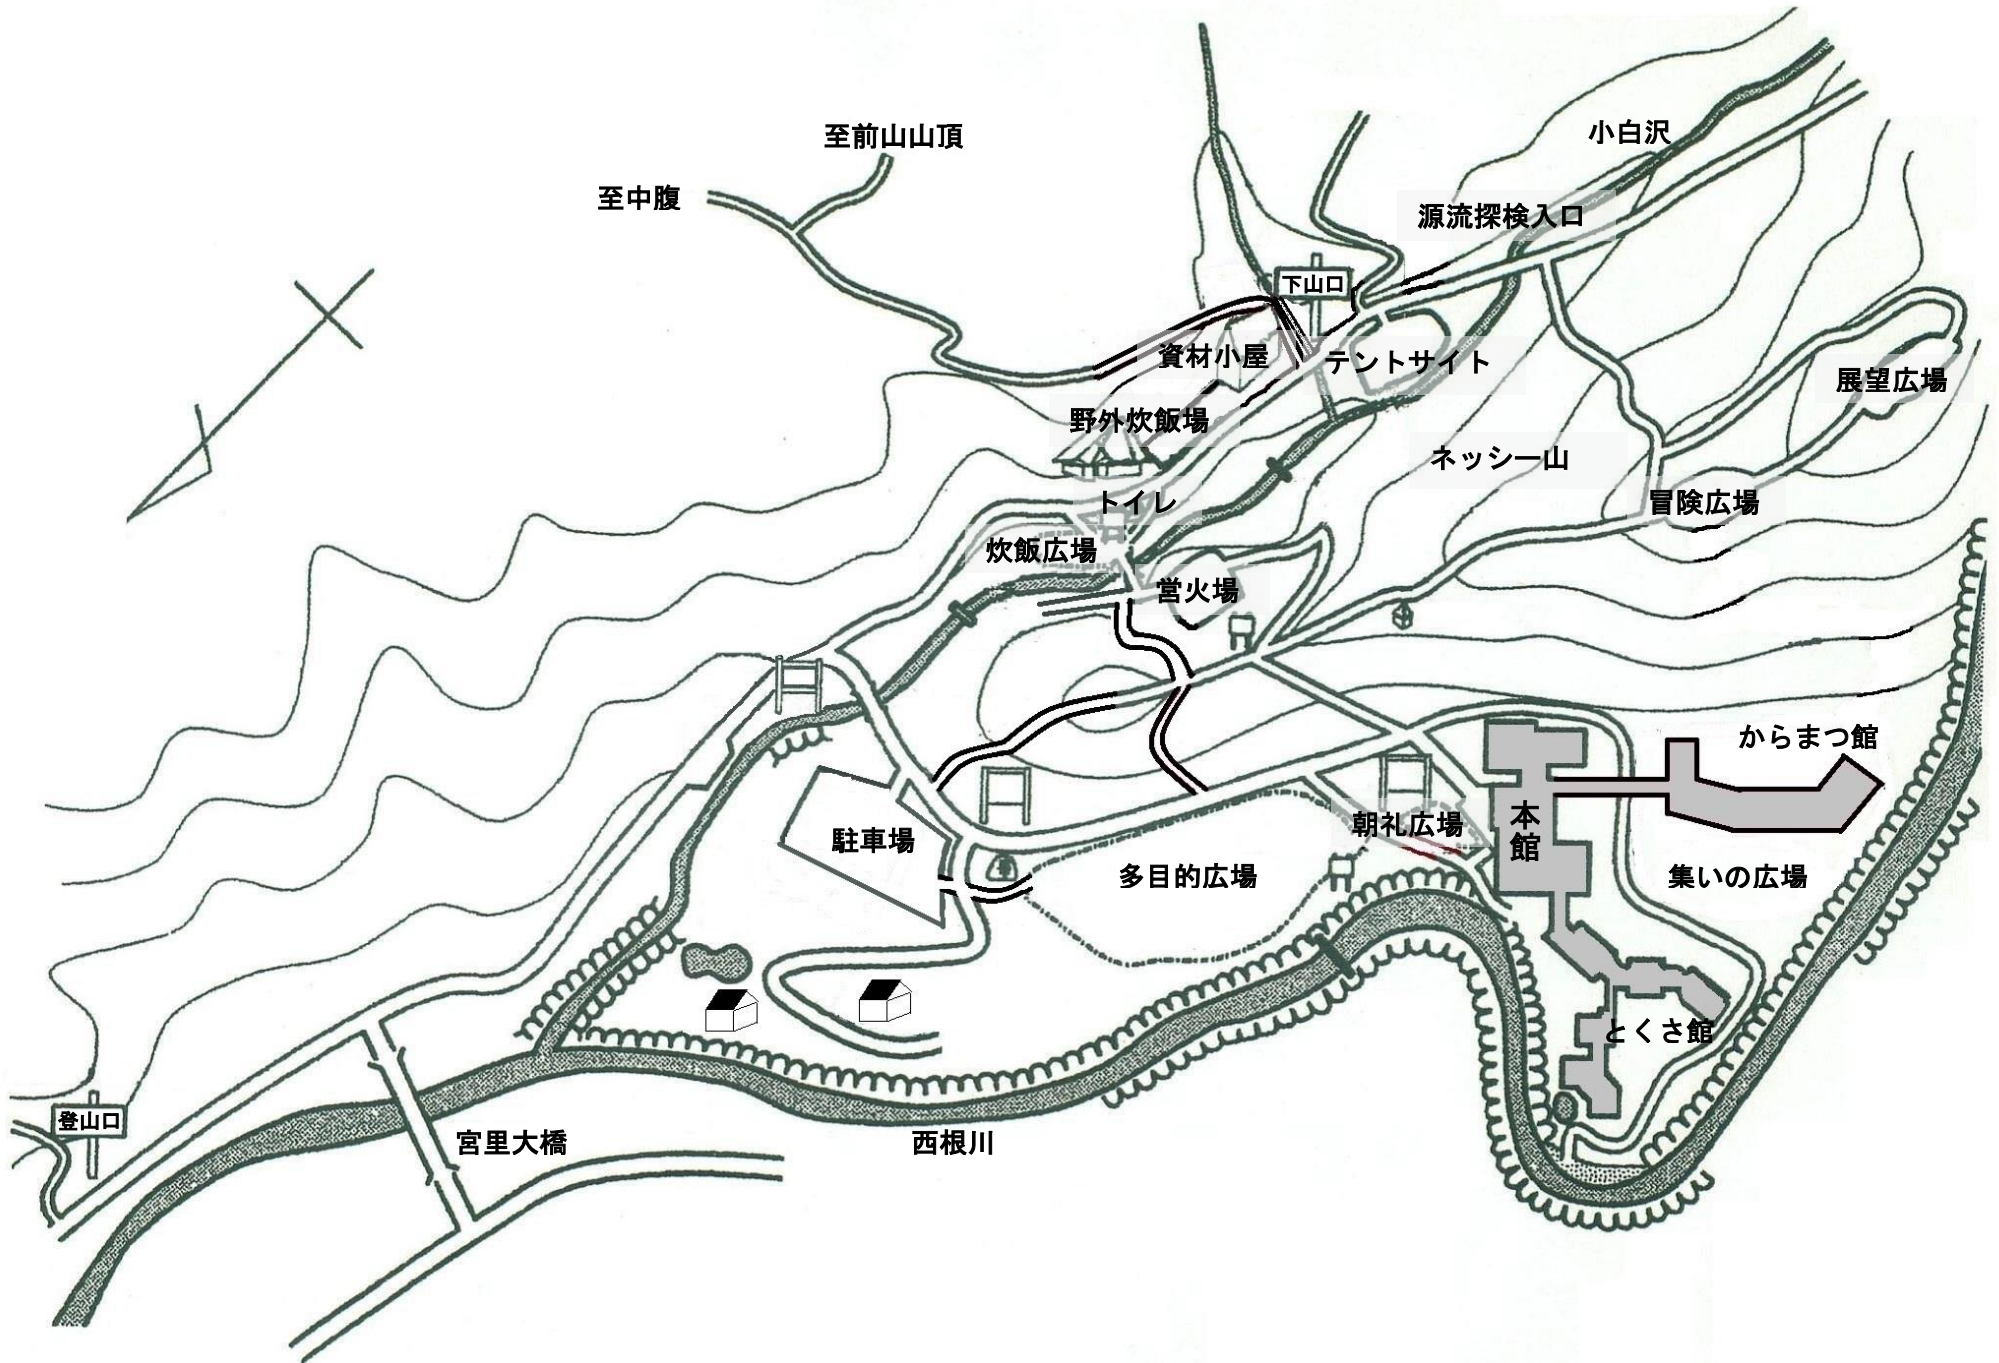 至前山山頂
至中腹
小白沢
源流探検入口
下山口
資材小屋
テントサイト
展望広場
野外炊飯場
ネッシー山
トイレ
冒険広場
炊飯広場
営火場
からまつ館
駐車場
朝礼広場
本館
多目的広場
集いの広場
とくさ館
登山口
宮里大橋
西根川